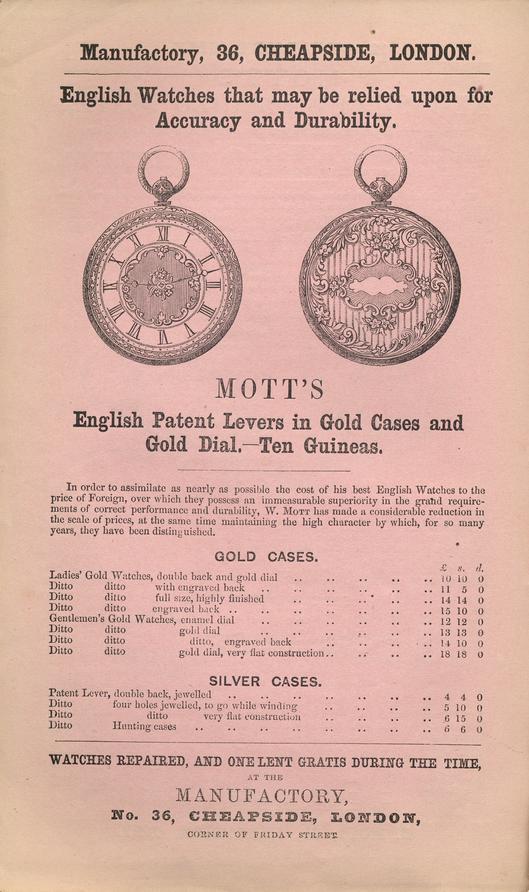 Manufactory, 36, CHEAPSIDE, LONDON.
English Watches that may be relied upon for
Accuracy and Durability.
MOTT'S
English Patent Levers in Gold Cases and
Gold Dial.—Ten Guineas.
In order to assimilate as nearly as possible the cost of his best English Watches to the
price of Foreign, over which they possess an immeasurable superiority in the grand require-
ments of correct performance and durability, W. MOTT has made a considerable reduction in
the scale of prices, at the same time maintaining the high character by which, for so many
years, they have been distinguished.
GOLD CASES.
£ s. d.
Ladies' Gold Watches, double back and gold dial .. .. .. .. .. 10 10 0
Ditto ditto with engraved back .. .. .. .. .. 11 5 0
Ditto ditto full size, highly finished .. .. .. .. 14 14 0
Ditto ditto engraved back .. .. .. .. .. .. 15 10 0
Gentlemen's Gold Watches, enamel dial .. .. .. .. .. .. 12 12 0
Ditto ditto gold dial .. .. .. .. .. .. 13 13 0
Ditto ditto ditto, engraved back .. .. .. .. 14 10 0
Ditto ditto gold dial, very flat construction .. .. .. .. 18 18 0
SILVER CASES.
Patent Lever, double back, jewelled .. .. .. .. .. .. .. 4 4 0
Ditto four holes jewelled, to go while winding .. .. .. .. 5 10 0
Ditto ditto very flat construction .. .. .. .. 6 15 0
Ditto Hunting cases .. .. .. .. .. .. .. .. 6 6 0
WATCHES REPAIRED, AND ONE LENT GRATIS DURING THE TIME,
AT THE
MANUFACTORY,
No. 36, CHEAPSIDE, LONDON,
CORNER OF FRIDAY STREET.